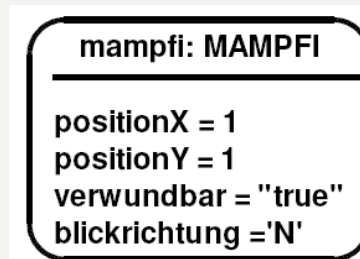 mampfi: MAMPFI
positionX = 1
positionY = 1
verwundbar = "true"
blickrichtung ='N'